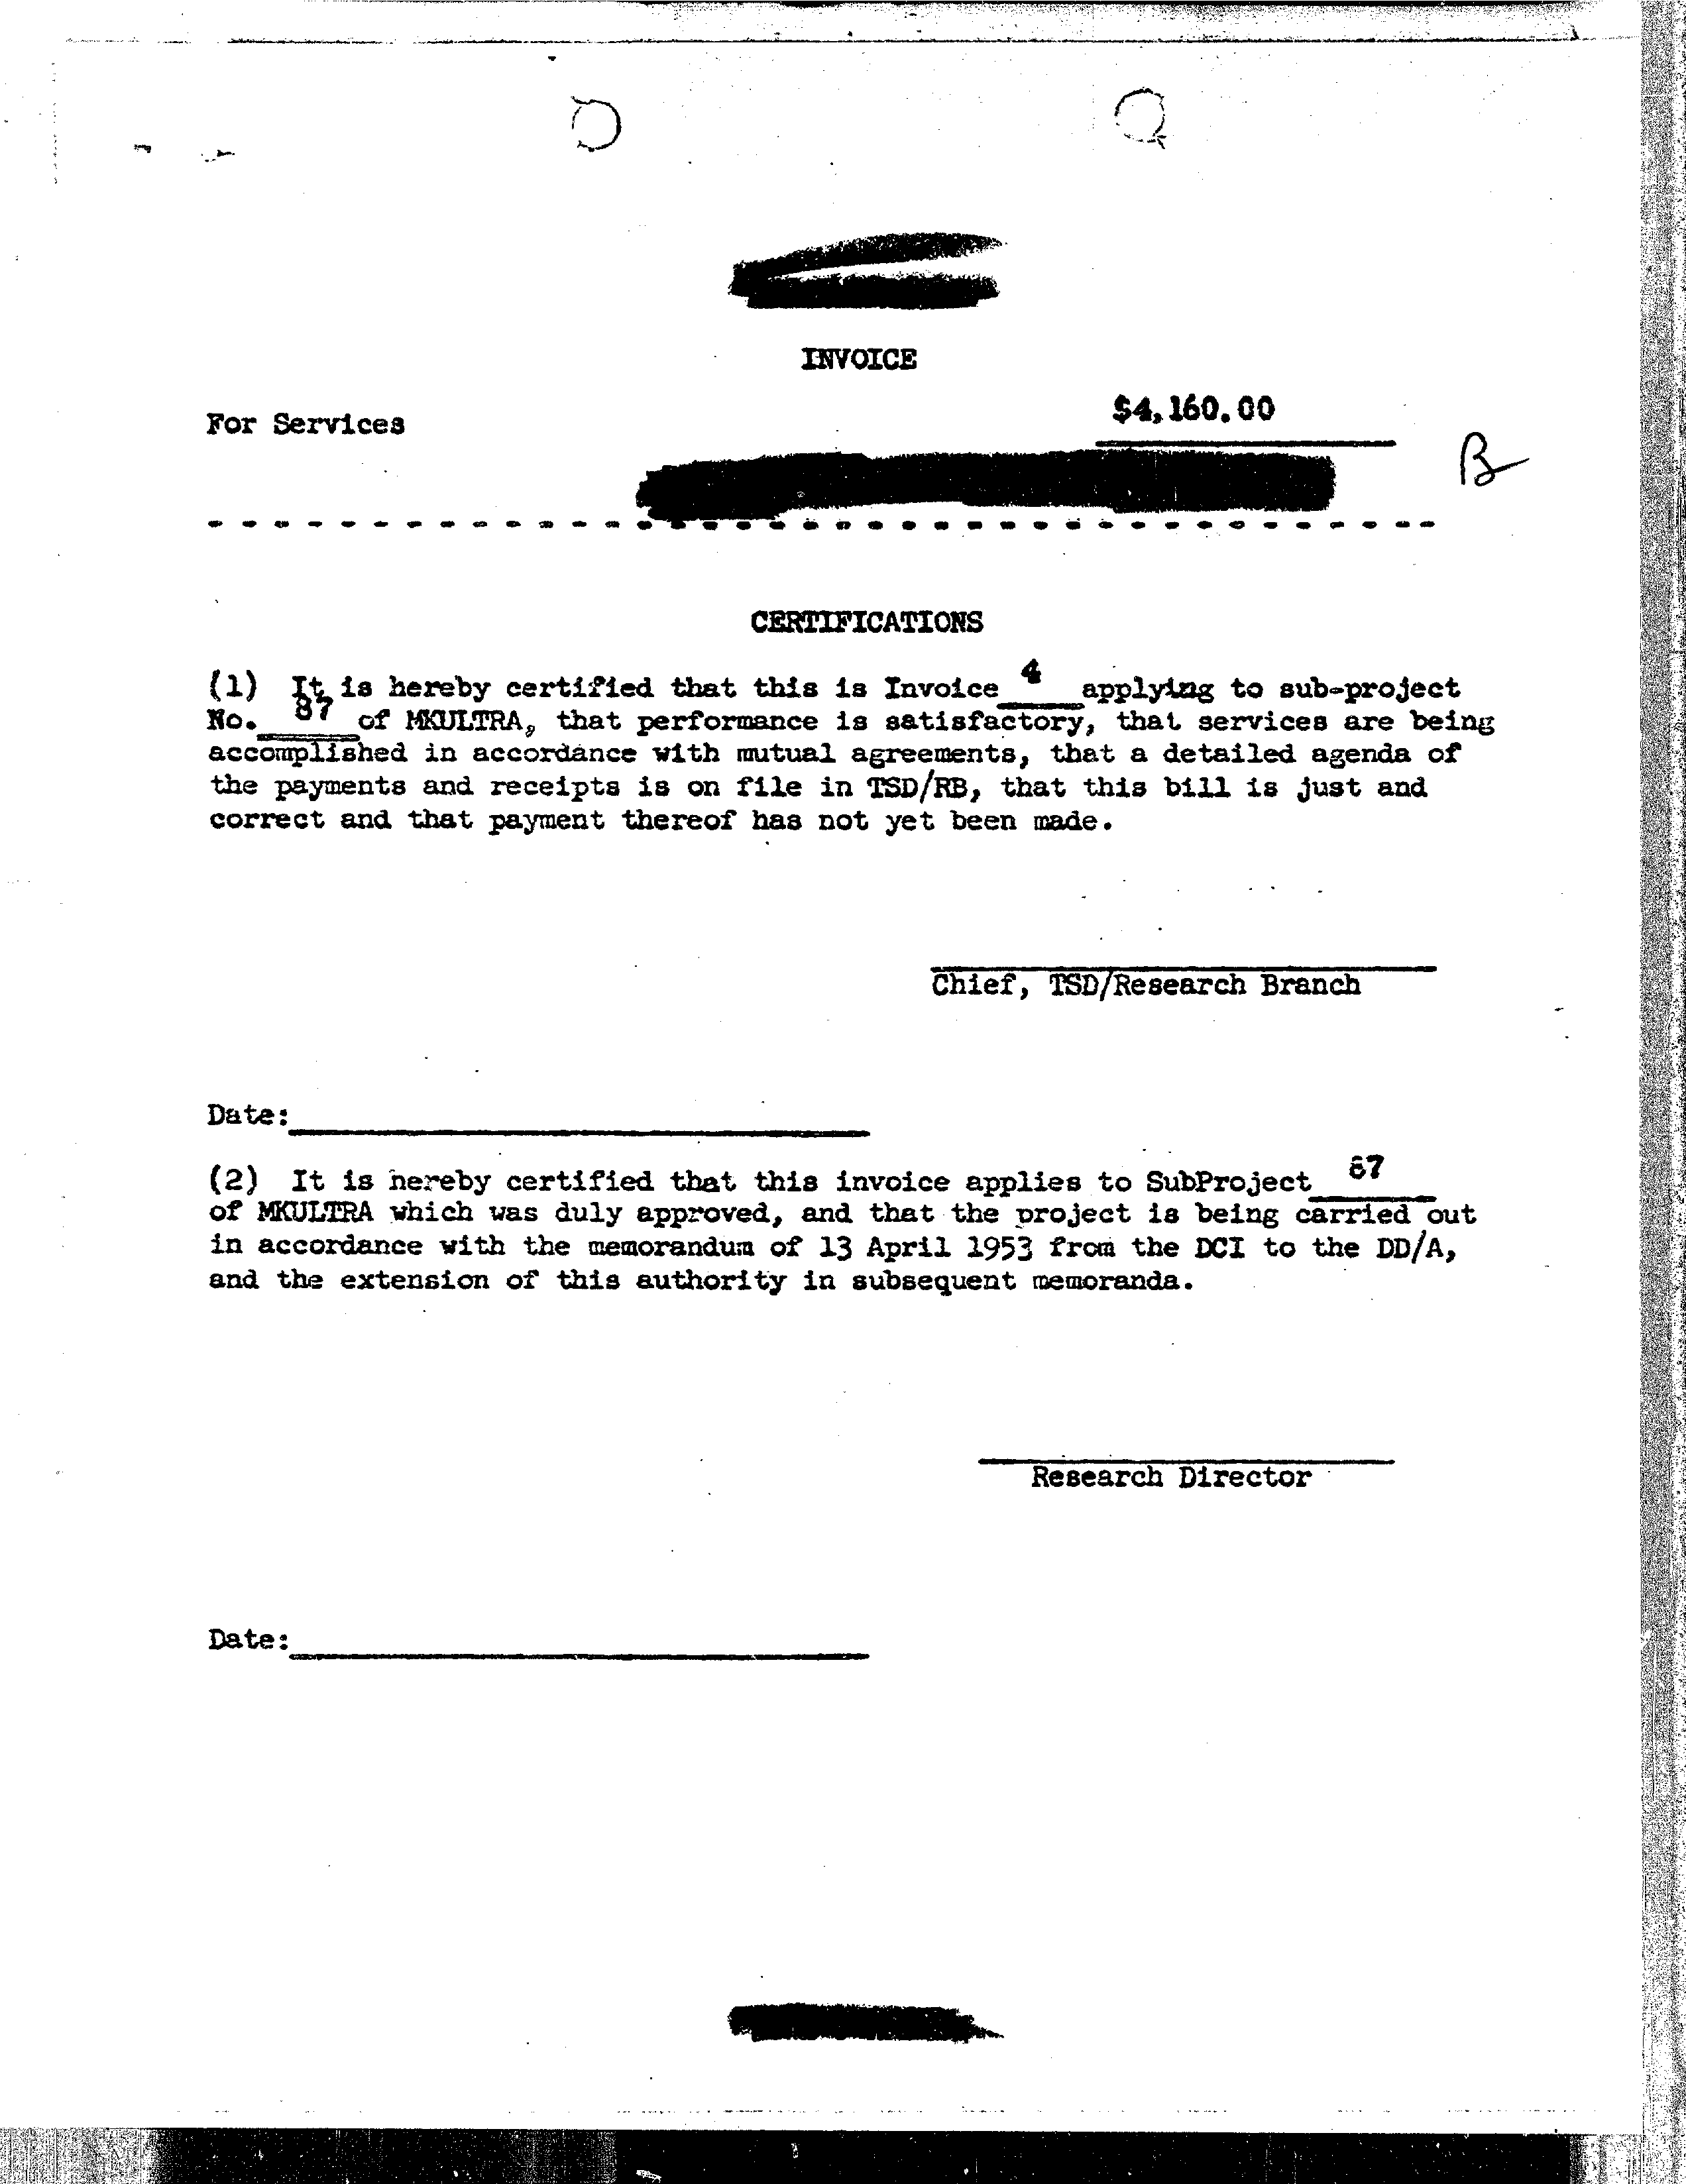 INVOICE
For Services
$4,160.00
B
CERTIFICATIONS
(1) It is hereby certified that this is Invoice 4 applying to sub-project
No. 87 of MKULTRA, that performance is satisfactory, that services are being
accomplished in accordance with mutual agreements, that a detailed agenda of
the payments and receipts is on file in TSD/RB, that this bill is just and
correct and that payment thereof has not yet been made.
Chief, TSD/Research Branch
Date:
(2) It is hereby certified that this invoice applies to SubProject 87
of MKULTRA which was duly approved, and that the project is being carried out
in accordance with the memorandum of 13 April 1953 from the DCI to the DD/A,
and the extension of this authority in subsequent memoranda.
Research Director
Date: